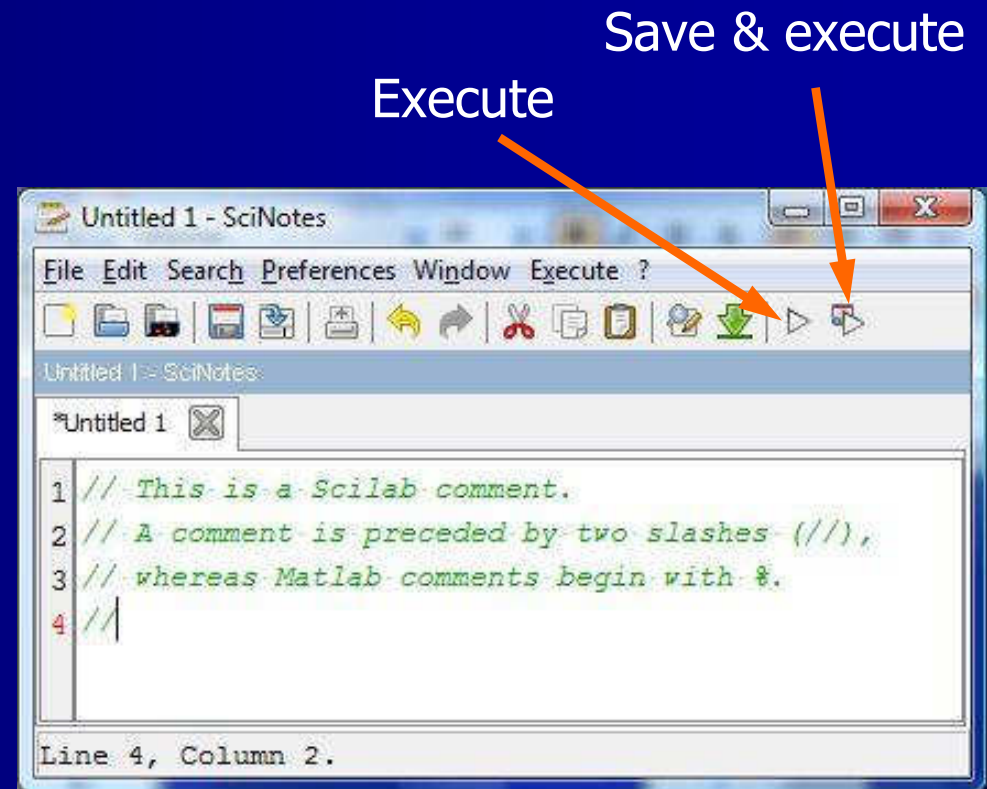 Save & execute
Execute
Untitled 1 - SciNotes
File Edit Search Preferences Window Execute ?
Untitled 1 - SciNotes
*Untitled 1
1 // This is a Scilab comment.
2 // A comment is preceded by two slashes (//),
3 // whereas Matlab comments begin with %.
4 //
Line 4, Column 2.